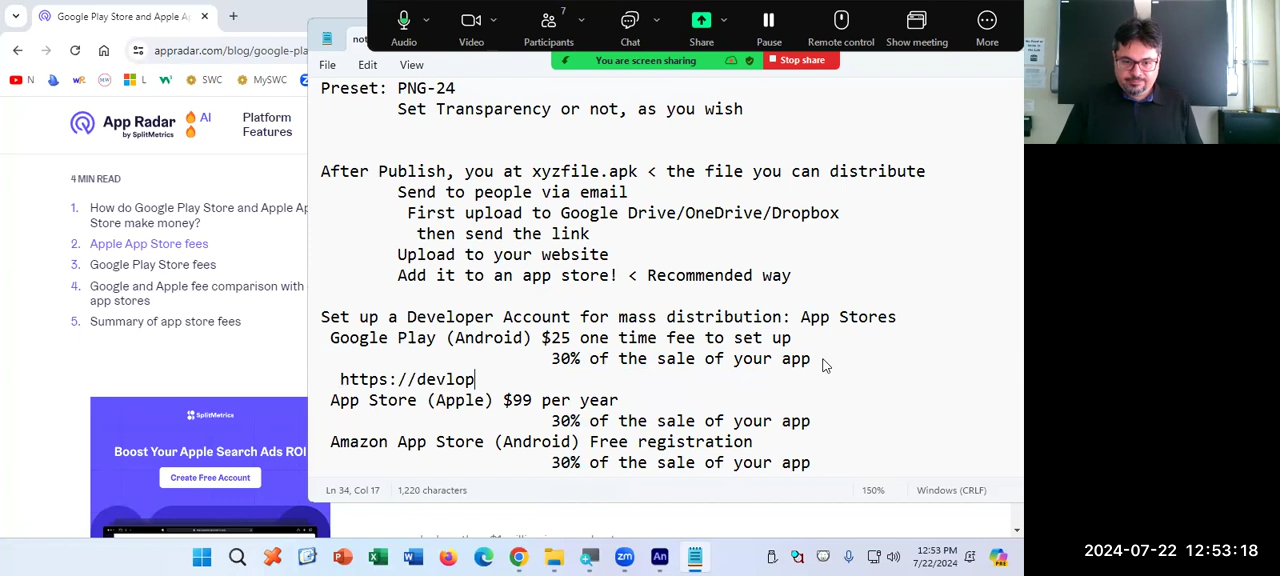 Google Play Store and Apple A
not
7
Audio
Video
Participants
Chat
Share
Pause
Remote control
Show meeting
More
You are screen sharing
Stop share
appradar.com/blog/google-pla
File
Edit
View
N
L
SWC
MySWC
App Radar
by SplitMetrics
AI
Platform
Features
4 MIN READ
1. How do Google Play Store and Apple Ap
Store make money?
2. Apple App Store fees
3. Google Play Store fees
4. Google and Apple fee comparison with
app stores
5. Summary of app store fees
SplitMetrics
Boost Your Apple Search Ads ROI
Create Free Account
Preset: PNG-24
Set Transparency or not, as you wish
After Publish, you at xyzfile.apk < the file you can distribute
Send to people via email
First upload to Google Drive/OneDrive/Dropbox
then send the link
Upload to your website
Add it to an app store! < Recommended way
Set up a Developer Account for mass distribution: App Stores
Google Play (Android) $25 one time fee to set up
30% of the sale of your app
https://devlop
App Store (Apple) $99 per year
30% of the sale of your app
Amazon App Store (Android) Free registration
30% of the sale of your app
Ln 34, Col 17
1,220 characters
150%
Windows (CRLF)
zm
An
12:53 PM
7/22/2024
PRE
2024-07-22 12:53:18